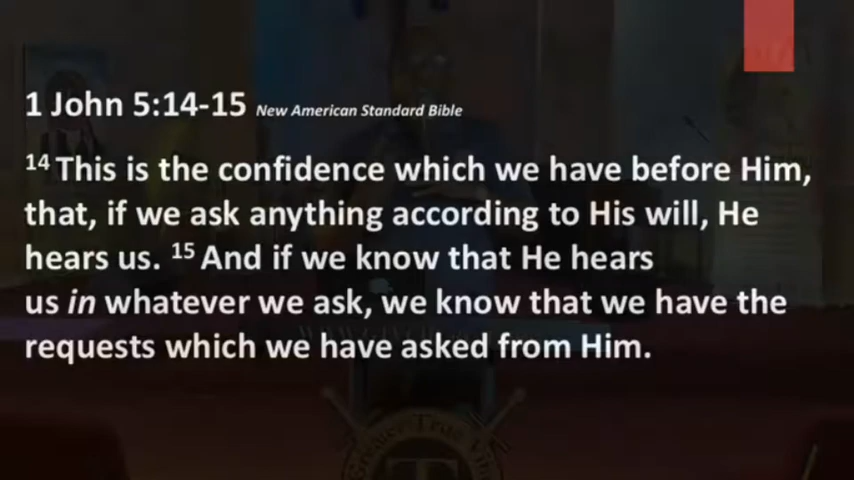 1 John 5:14-15 New American Standard Bible
14 This is the confidence which we have before Him,
that, if we ask anything according to His will, He
hears us. 15 And if we know that He hears
us in whatever we ask, we know that we have the
requests which we have asked from Him.
Greater True